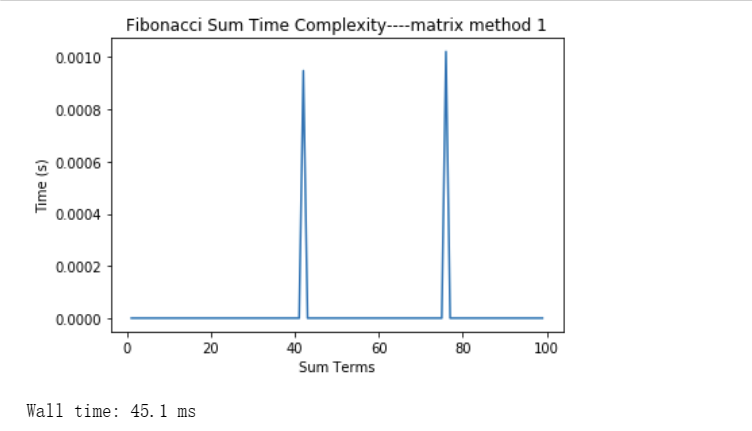 Fibonacci Sum Time Complexity----matrix method 1
0.0010
0.0008
0.0006
0.0004
0.0002
0.0000
Time (s)
0 20 40 60 80 100
Sum Terms
Wall time: 45.1 ms